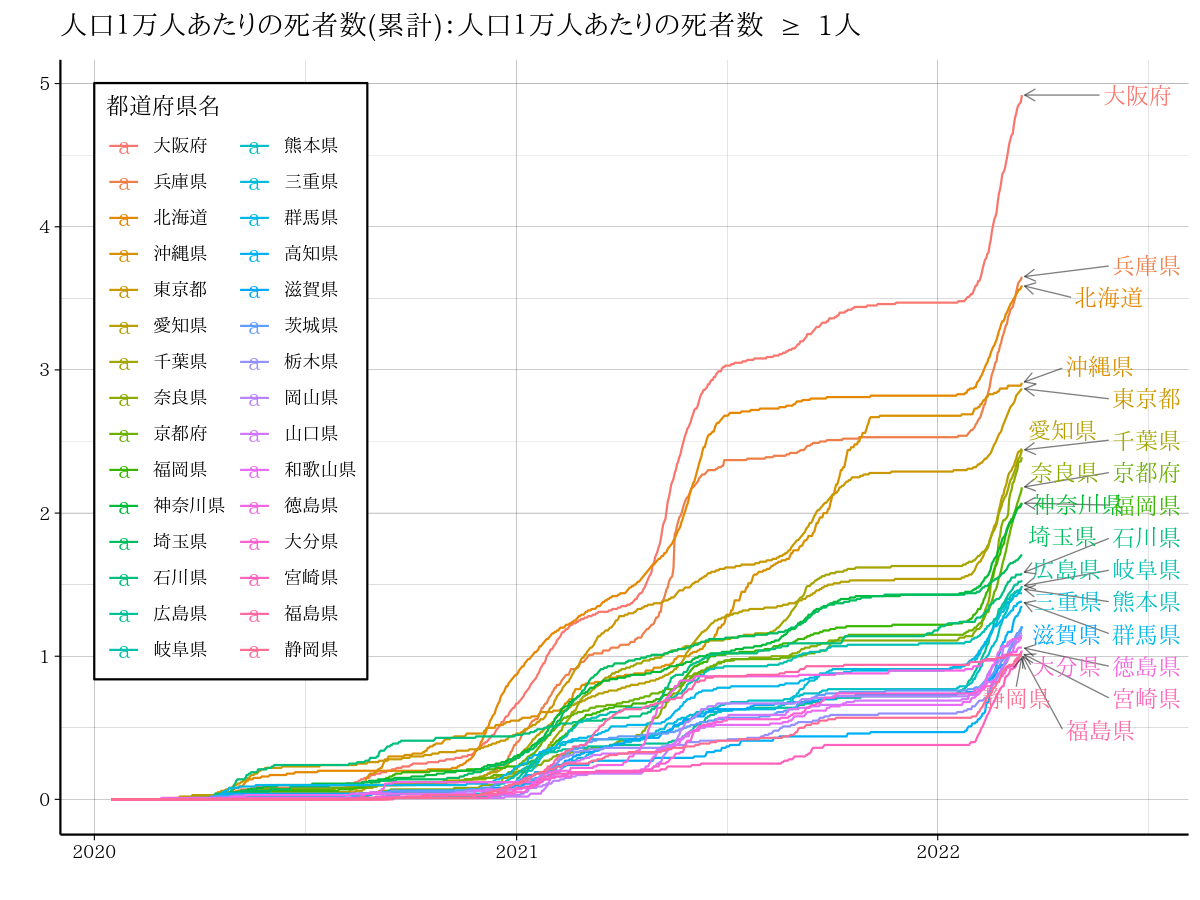 人口1万人あたりの死者数(累計)：人口1万人あたりの死者数 ≥ 1人
5
4
3
2
1
0
2020
2021
2022
都道府県名
a 大阪府
a 兵庫県
a 北海道
a 沖縄県
a 東京都
a 愛知県
a 千葉県
a 奈良県
a 京都府
a 福岡県
a 神奈川県
a 埼玉県
a 石川県
a 広島県
a 岐阜県
a 熊本県
a 三重県
a 群馬県
a 高知県
a 滋賀県
a 茨城県
a 栃木県
a 岡山県
a 山口県
a 和歌山県
a 徳島県
a 大分県
a 宮崎県
a 福島県
a 静岡県
大阪府
兵庫県
北海道
沖縄県
東京都
愛知県
千葉県
奈良県
京都府
神奈川県
福岡県
埼玉県
石川県
広島県
岐阜県
三重県
熊本県
滋賀県
群馬県
大分県
徳島県
静岡県
宮崎県
福島県